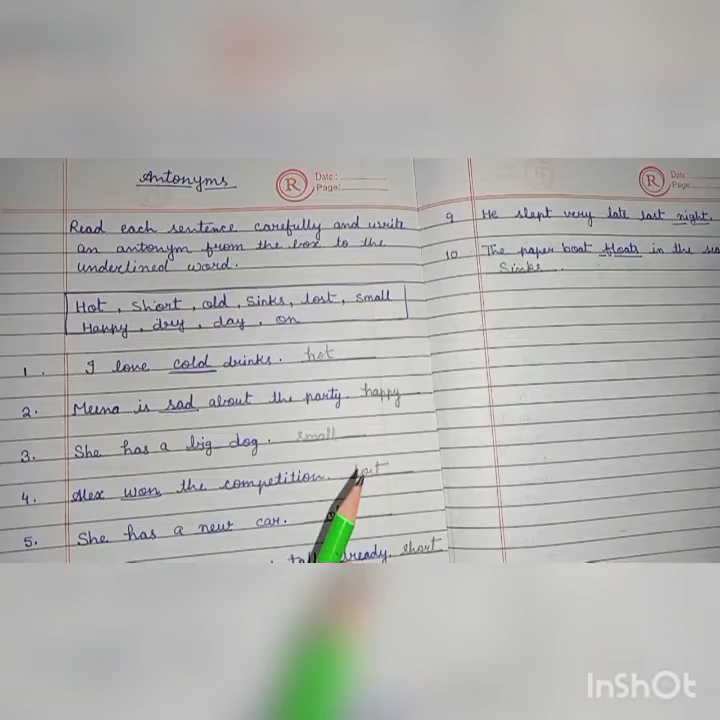 Antonyms
R Date:
Page:
Read each sentence carefully and write
an antonym from the box to the
underlined word.
Hot, Short, old, Sinks, lost, small
Happy, dry, day, on
1. I love cold drinks. hot
2. Meena is sad about the party. happy
3. She has a big dog. small
4. Alex won the competition.
5. She has a new car.
already. short
R Date
Page:
9 He slept very late last night.
10 The paper boat floats in the sea
Sinks.
InShOt